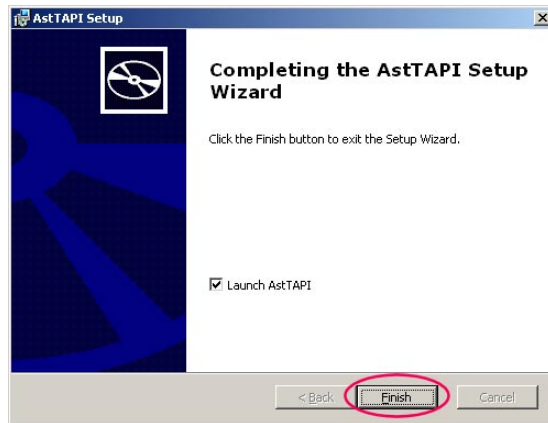 AstTAPI Setup
Completing the AstTAPI Setup
Wizard
Click the Finish button to exit the Setup Wizard.
Launch AstTAPI
< Back
Finish
Cancel